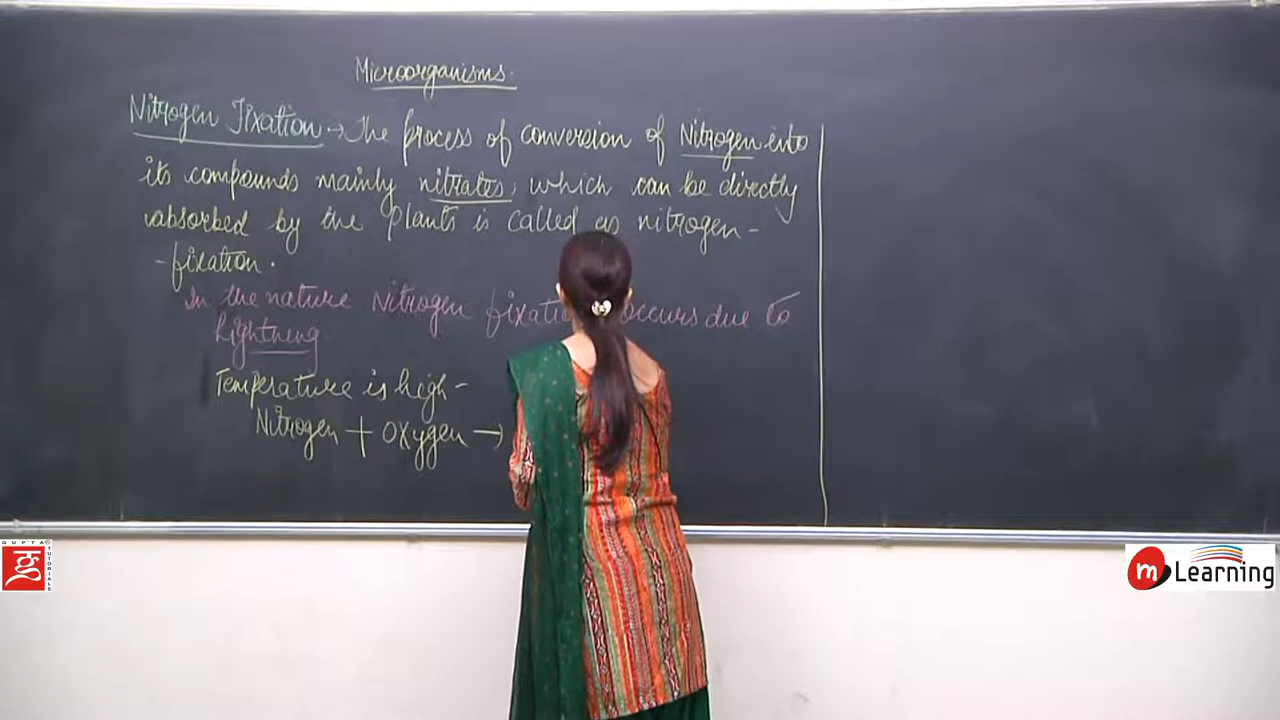 Microorganisms.
Nitrogen Fixation → The process of conversion of Nitrogen into
its compounds mainly nitrates, which can be directly
absorbed by the plants is called as nitrogen-
-fixation.
In the nature Nitrogen fixation occurs due to
lightning
Temperature is high -
Nitrogen + Oxygen →
GUPTA TUTORIALS
m Learning